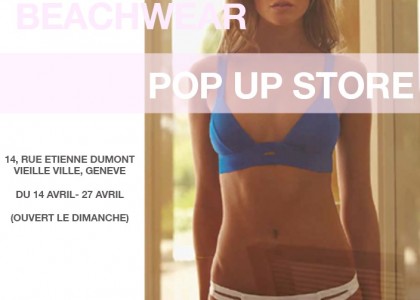 BEACHWEAR
POP UP STORE
14, RUE ETIENNE DUMONT
VIEILLE VILLE, GENEVE
DU 14 AVRIL- 27 AVRIL
(OUVERT LE DIMANCHE)